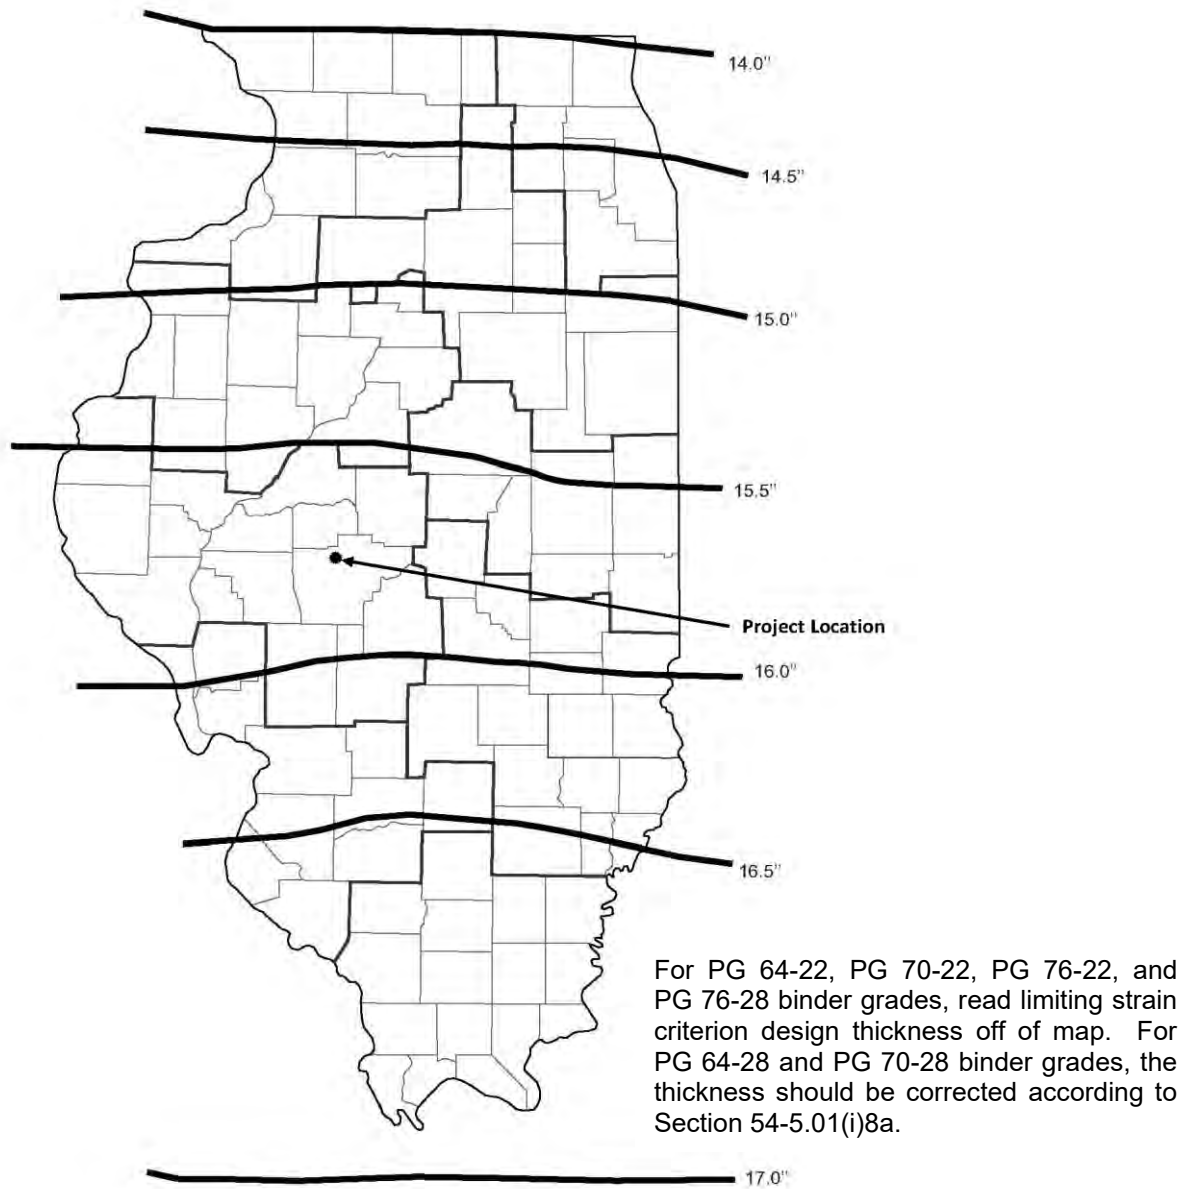 14.0"
14.5"
15.0"
15.5"
Project Location
16.0"
16.5"
For PG 64-22, PG 70-22, PG 76-22, and
PG 76-28 binder grades, read limiting strain
criterion design thickness off of map. For
PG 64-28 and PG 70-28 binder grades, the
thickness should be corrected according to
Section 54-5.01(i)8a.
17.0"